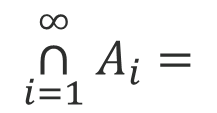 ∞
∩ A_i =
i=1